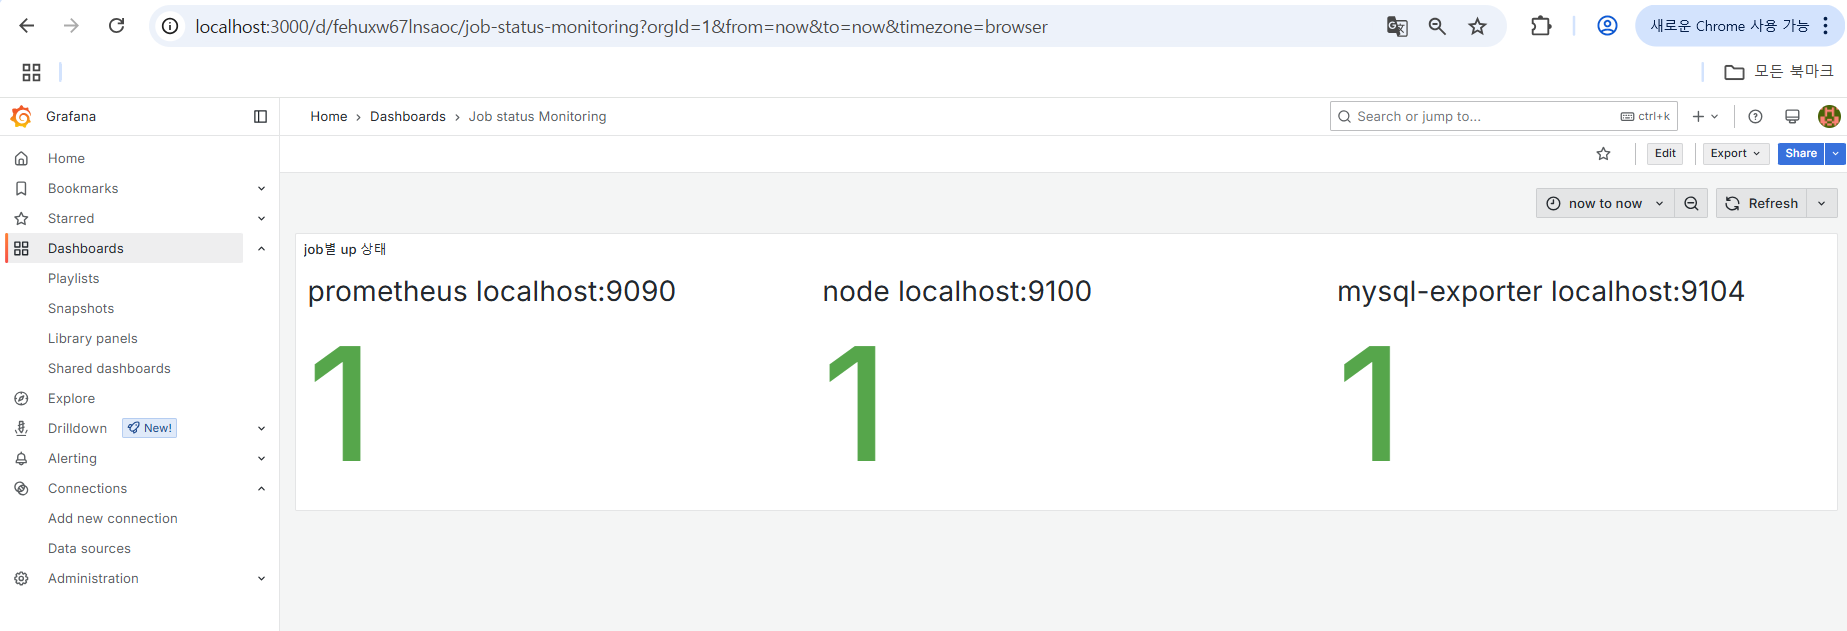 localhost:3000/d/fehuxw67lnsaoc/job-status-monitoring?orgId=1&from=now&to=now&timezone=browser
새로운 Chrome 사용 가능
모든 북마크
Grafana
Home › Dashboards › Job status Monitoring
Search or jump to...
ctrl+k
Edit
Export
Share
Home
Bookmarks
Starred
Dashboards
Playlists
Snapshots
Library panels
Shared dashboards
Explore
Drilldown
New!
Alerting
Connections
Add new connection
Data sources
Administration
now to now
Refresh
job별 up 상태
prometheus localhost:9090
1
node localhost:9100
1
mysql-exporter localhost:9104
1